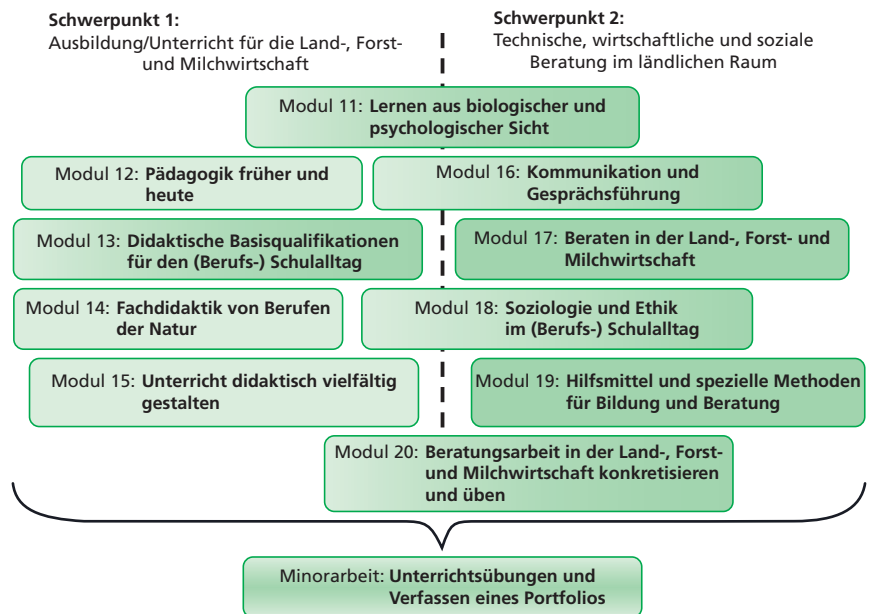 Schwerpunkt 1:
Ausbildung/Unterricht für die Land-, Forst-
und Milchwirtschaft
Schwerpunkt 2:
Technische, wirtschaftliche und soziale
Beratung im ländlichen Raum
Modul 11: Lernen aus biologischer und
psychologischer Sicht
Modul 12: Pädagogik früher und
heute
Modul 16: Kommunikation und
Gesprächsführung
Modul 13: Didaktische Basisqualifikationen
für den (Berufs-) Schulalltag
Modul 17: Beraten in der Land-, Forst- und
Milchwirtschaft
Modul 14: Fachdidaktik von Berufen
der Natur
Modul 18: Soziologie und Ethik
im (Berufs-) Schulalltag
Modul 15: Unterricht didaktisch vielfältig
gestalten
Modul 19: Hilfsmittel und spezielle Methoden
für Bildung und Beratung
Modul 20: Beratungsarbeit in der Land-, Forst-
und Milchwirtschaft konkretisieren
und üben
Minorarbeit: Unterrichtsübungen und
Verfassen eines Portfolios